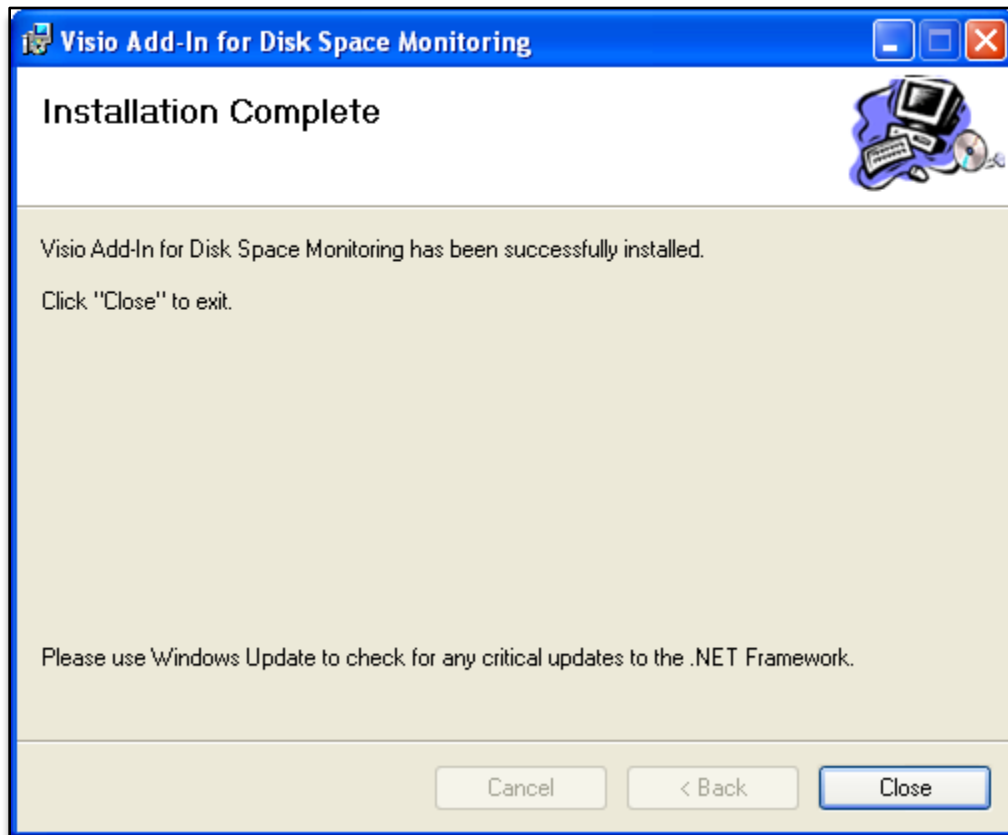 Visio Add-In for Disk Space Monitoring
Installation Complete
Visio Add-In for Disk Space Monitoring has been successfully installed.
Click "Close" to exit.
Please use Windows Update to check for any critical updates to the .NET Framework.
Cancel
< Back
Close